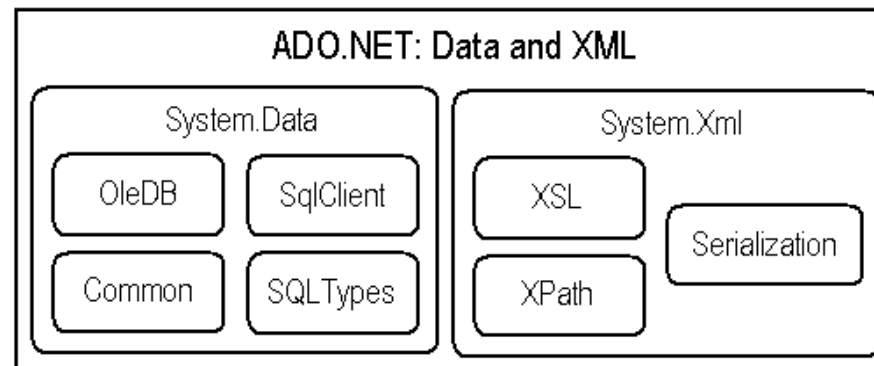 ADO.NET: Data and XML
System.Data
OleDB
SqlClient
Common
SQLTypes
System.Xml
XSL
XPath
Serialization